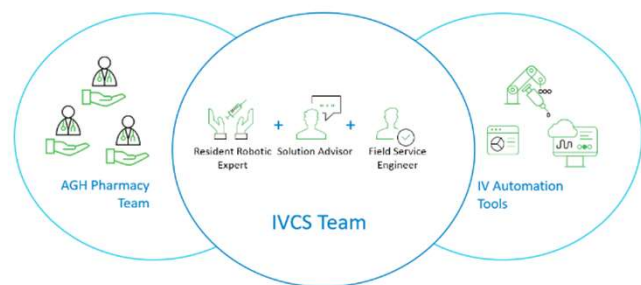 AGH Pharmacy
Team
Resident Robotic
Expert
+
Solution Advisor
+
Field Service
Engineer
IVCS Team
IV Automation
Tools